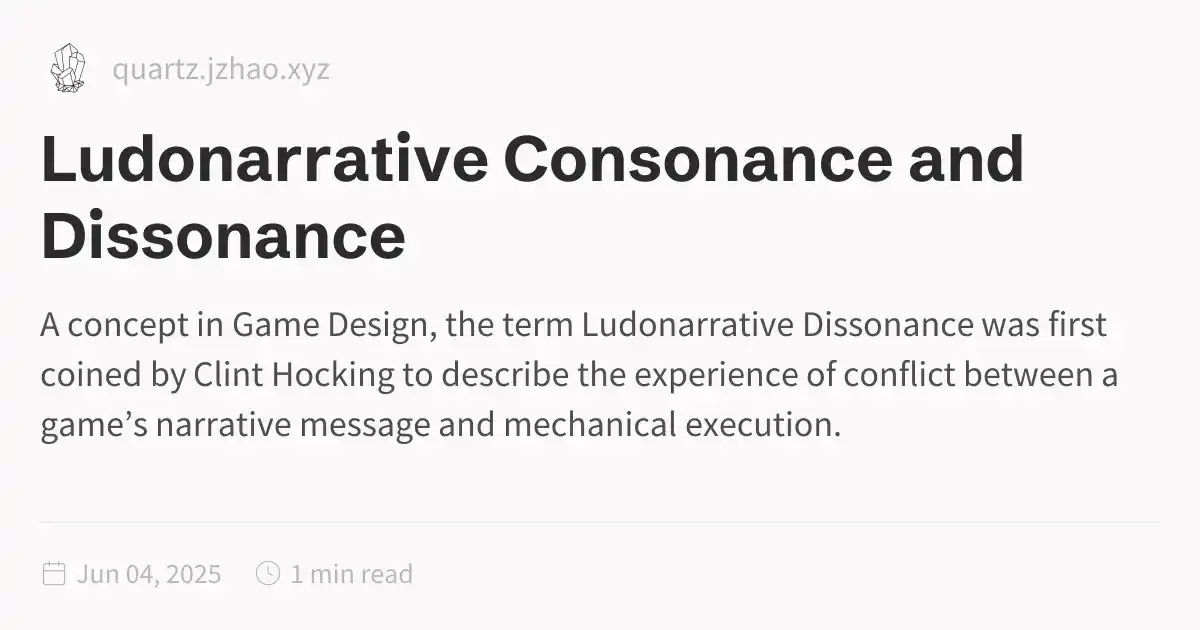 quartz.jzhao.xyz
Ludonarrative Consonance and
Dissonance
A concept in Game Design, the term Ludonarrative Dissonance was first
coined by Clint Hocking to describe the experience of conflict between a
game’s narrative message and mechanical execution.
Jun 04, 2025 1 min read